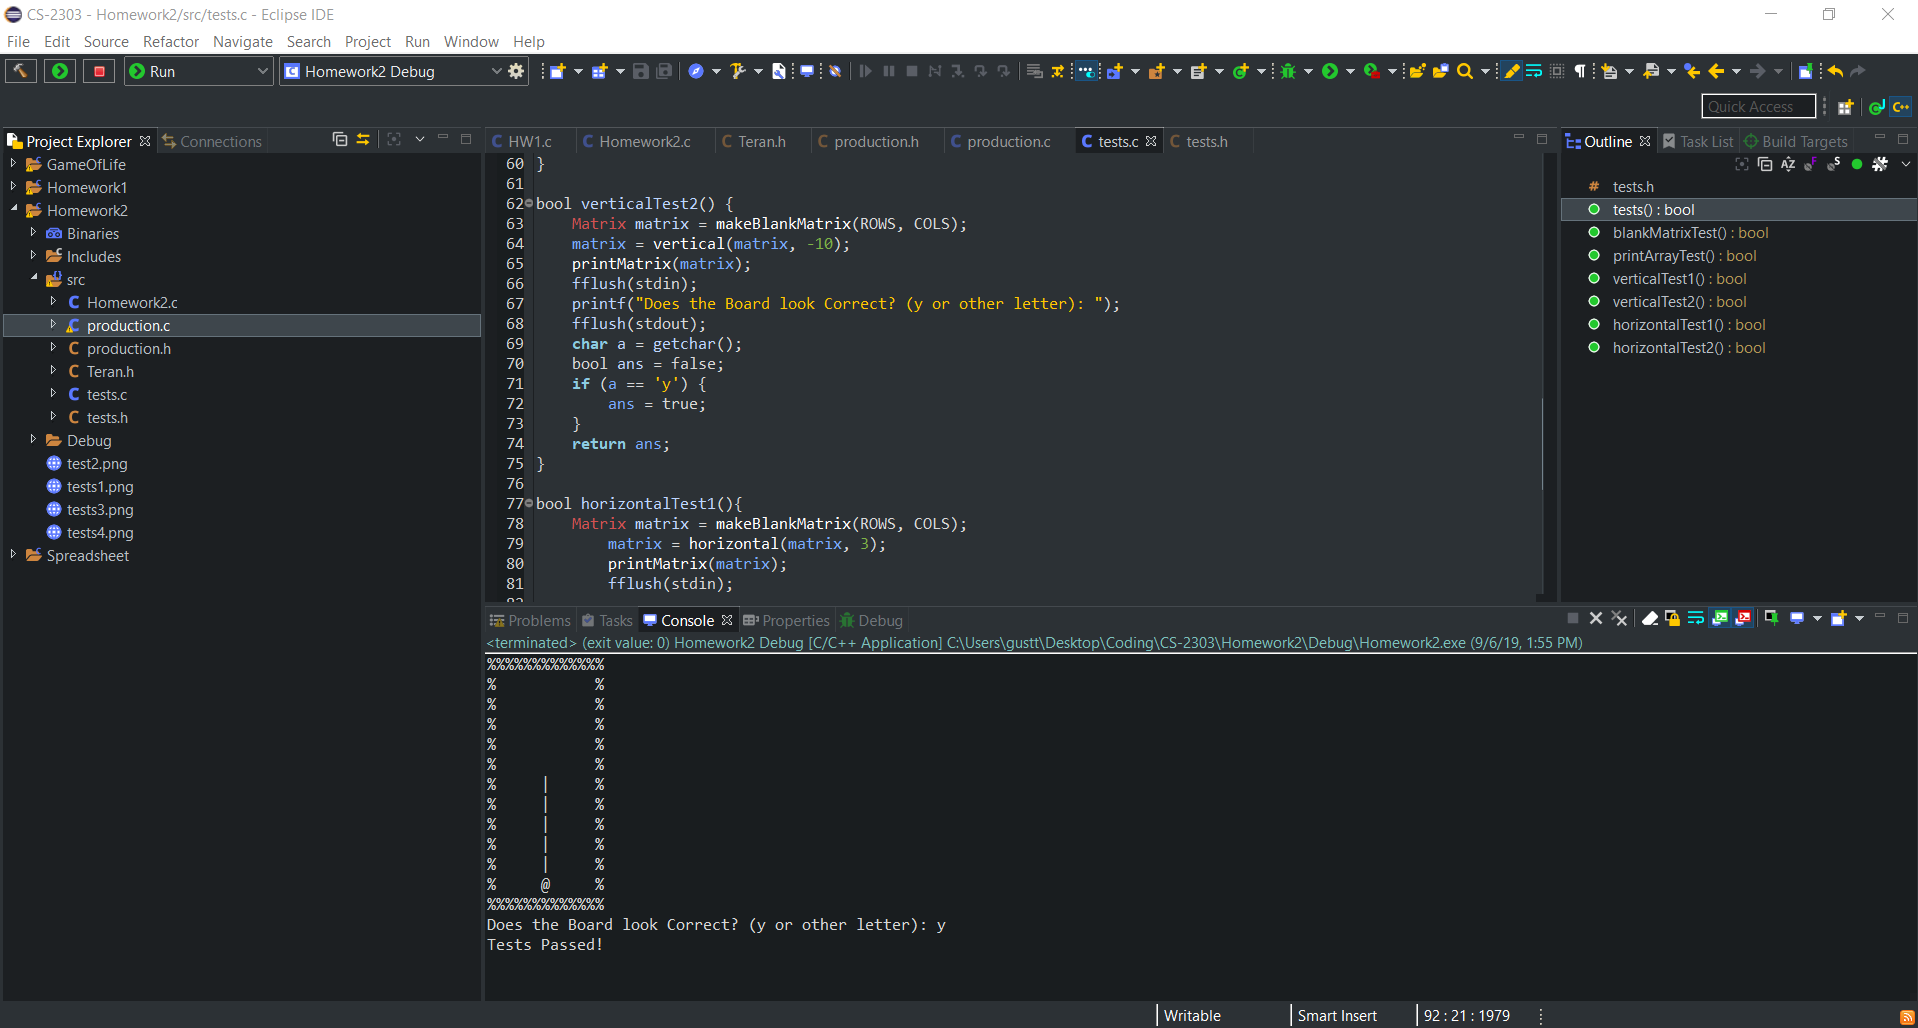 CS-2303 - Homework2/src/tests.c - Eclipse IDE
File Edit Source Refactor Navigate Search Project Run Window Help
Run Homework2 Debug
Quick Access
Project Explorer Connections
GameOfLife
Homework1
Homework2
Binaries
Includes
src
Homework2.c
production.c
production.h
Teran.h
tests.c
tests.h
Debug
test2.png
tests1.png
tests3.png
tests4.png
Spreadsheet
HW1.c Homework2.c Teran.h production.h production.c tests.c tests.h
60 }
61
62 bool verticalTest2() {
63     Matrix matrix = makeBlankMatrix(ROWS, COLS);
64     matrix = vertical(matrix, -10);
65     printMatrix(matrix);
66     fflush(stdin);
67     printf("Does the Board look Correct? (y or other letter): ");
68     fflush(stdout);
69     char a = getchar();
70     bool ans = false;
71     if (a == 'y') {
72         ans = true;
73     }
74     return ans;
75 }
76
77 bool horizontalTest1(){
78     Matrix matrix = makeBlankMatrix(ROWS, COLS);
79         matrix = horizontal(matrix, 3);
80         printMatrix(matrix);
81         fflush(stdin);
Outline Task List Build Targets
# tests.h
tests() : bool
blankMatrixTest() : bool
printArrayTest() : bool
verticalTest1() : bool
verticalTest2() : bool
horizontalTest1() : bool
horizontalTest2() : bool
Problems Tasks Console Properties Debug
<terminated> (exit value: 0) Homework2 Debug [C/C++ Application] C:\Users\gustt\Desktop\Coding\CS-2303\Homework2\Debug\Homework2.exe (9/6/19, 1:55 PM)
%%%%%%%%%%%%%
%           %
%           %
%           %
%           %
%           %
%     |     %
%     |     %
%     |     %
%     |     %
%     |     %
%     @     %
%%%%%%%%%%%%%
Does the Board look Correct? (y or other letter): y
Tests Passed!
Writable Smart Insert 92 : 21 : 1979